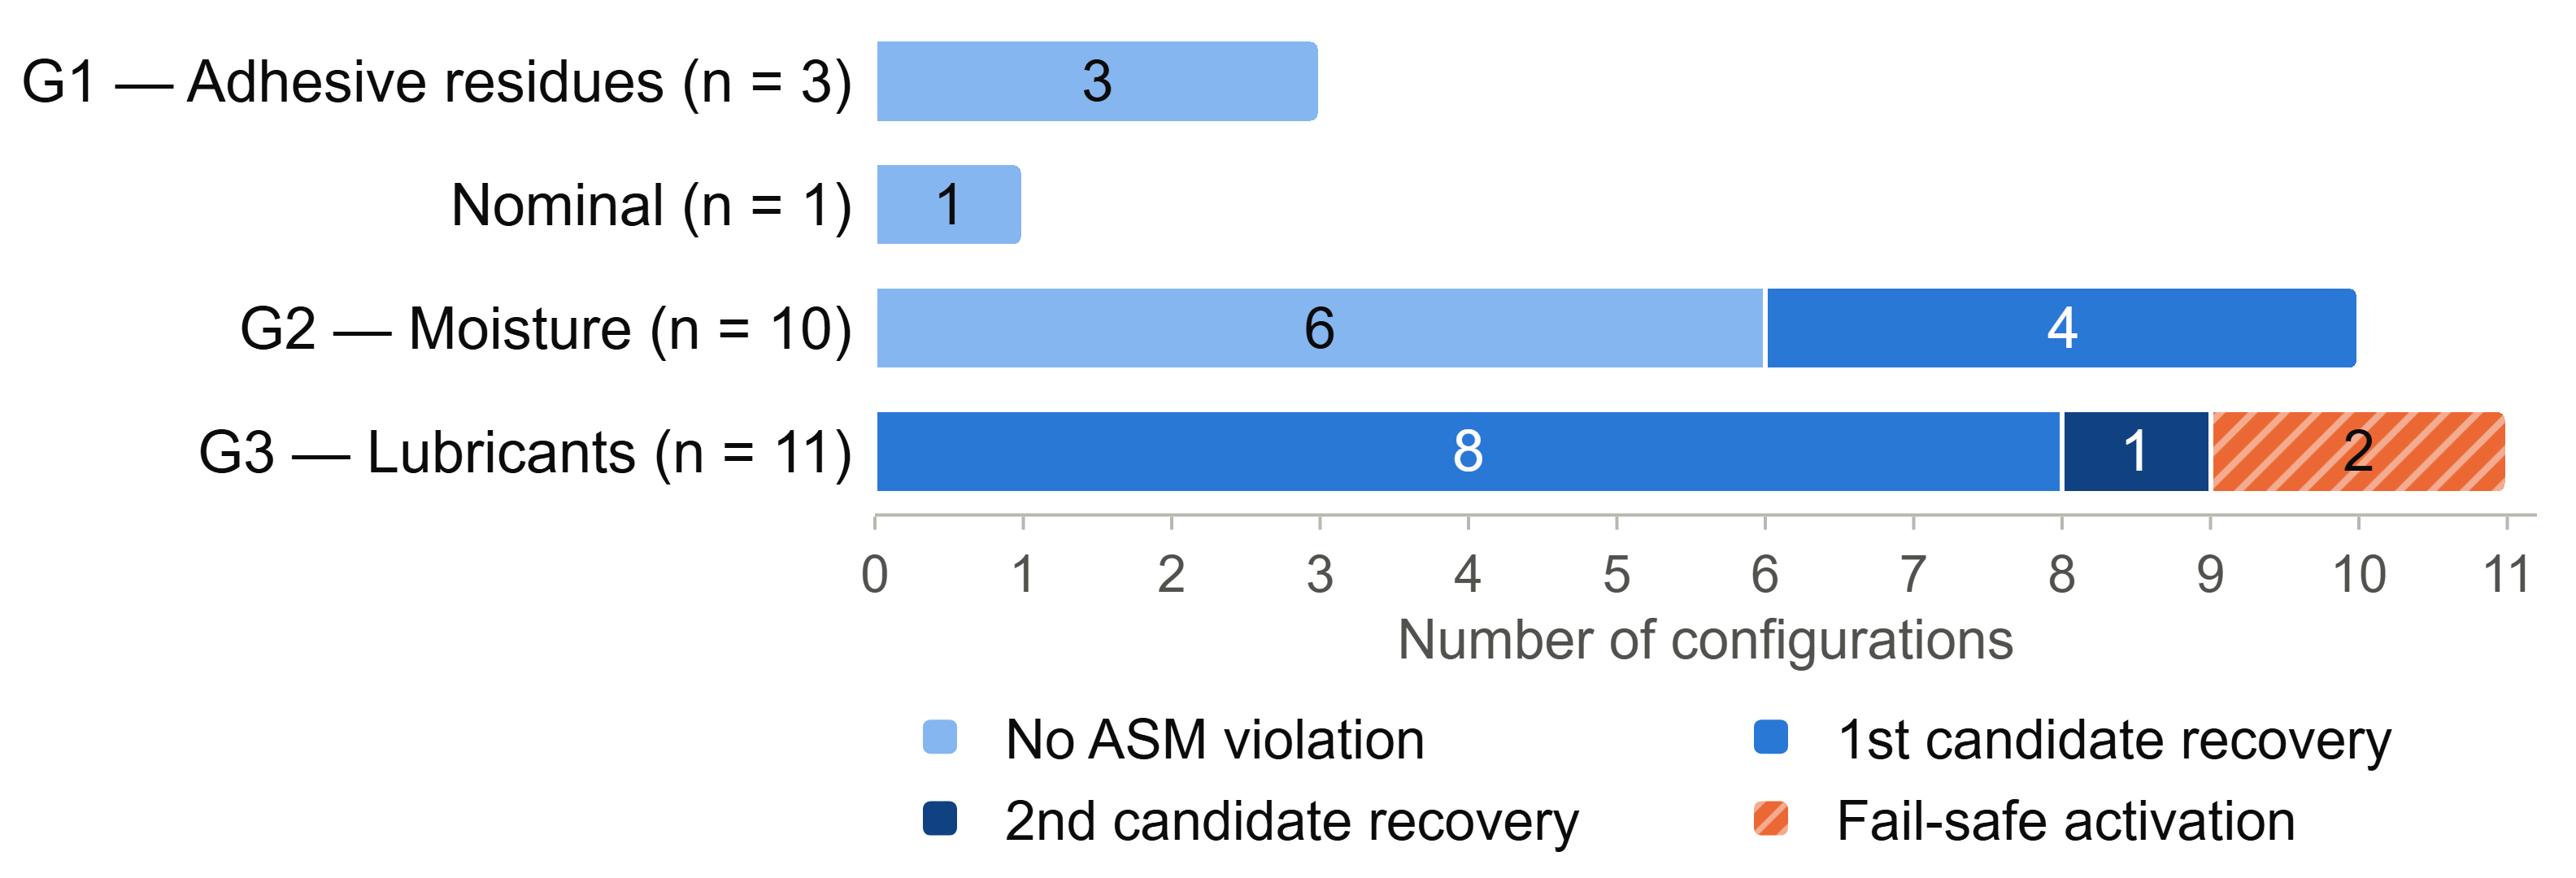 G1 — Adhesive residues (n = 3) 3
Nominal (n = 1) 1
G2 — Moisture (n = 10) 6 4
G3 — Lubricants (n = 11) 8 1 2
0 1 2 3 4 5 6 7 8 9 10 11
Number of configurations
No ASM violation 1st candidate recovery
2nd candidate recovery Fail-safe activation